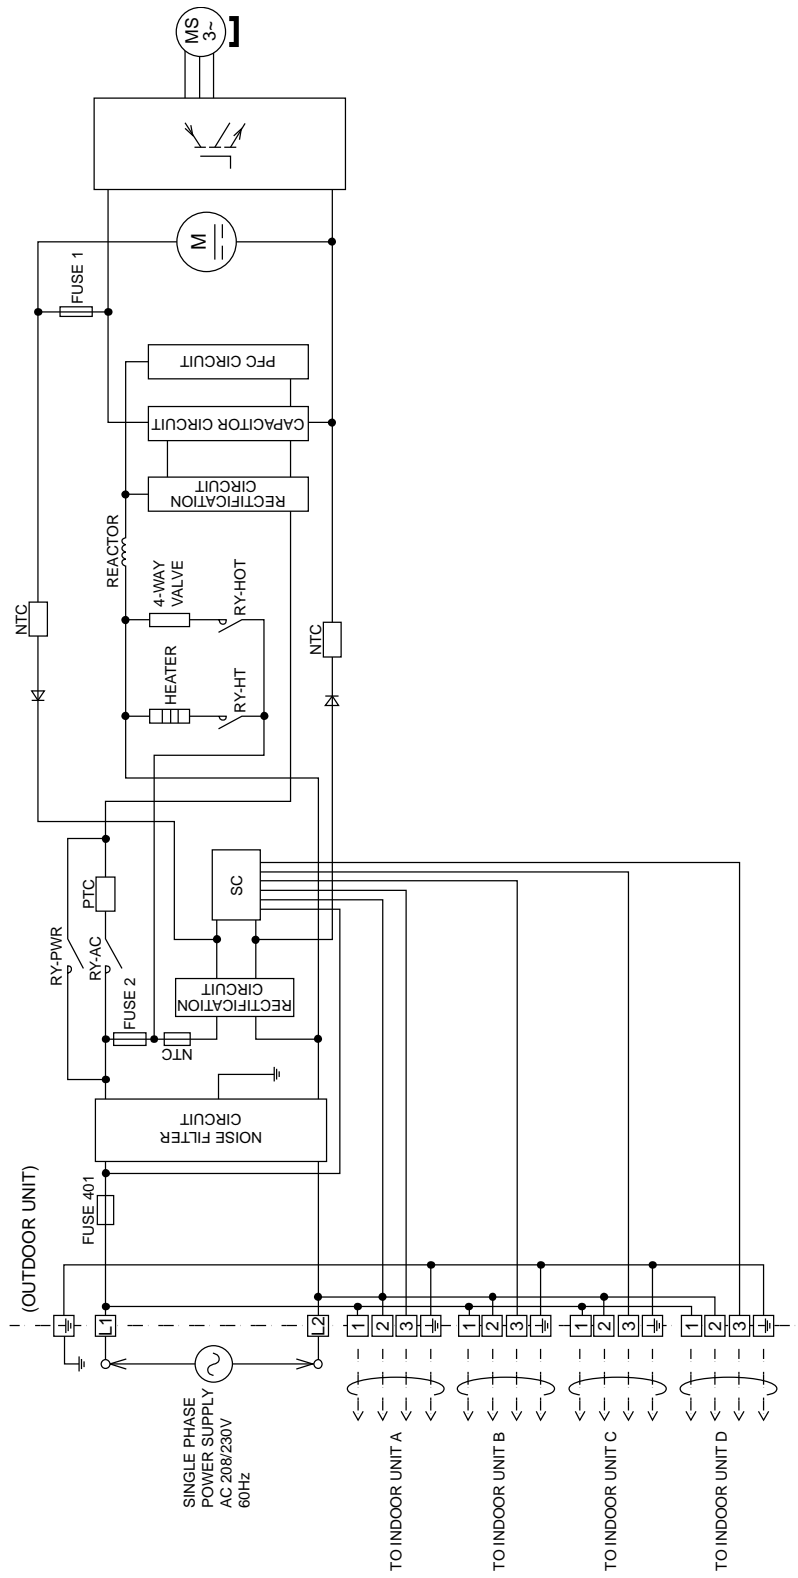 MS
3~
M
FUSE 1
PFC CIRCUIT
CAPACITOR CIRCUIT
RECTIFICATION
CIRCUIT
REACTOR
4-WAY
VALVE
RY-HOT
NTC
NTC
HEATER
RY-HT
SC
PTC
RY-PWR
RY-AC
FUSE 2
RECTIFICATION
CIRCUIT
NTC
NOISE FILTER
CIRCUIT
(OUTDOOR UNIT)
FUSE 401
L1
L2
1
2
3
1
2
3
1
2
3
1
2
3
SINGLE PHASE
POWER SUPPLY
AC 208/230V
60Hz
TO INDOOR UNIT A
TO INDOOR UNIT B
TO INDOOR UNIT C
TO INDOOR UNIT D